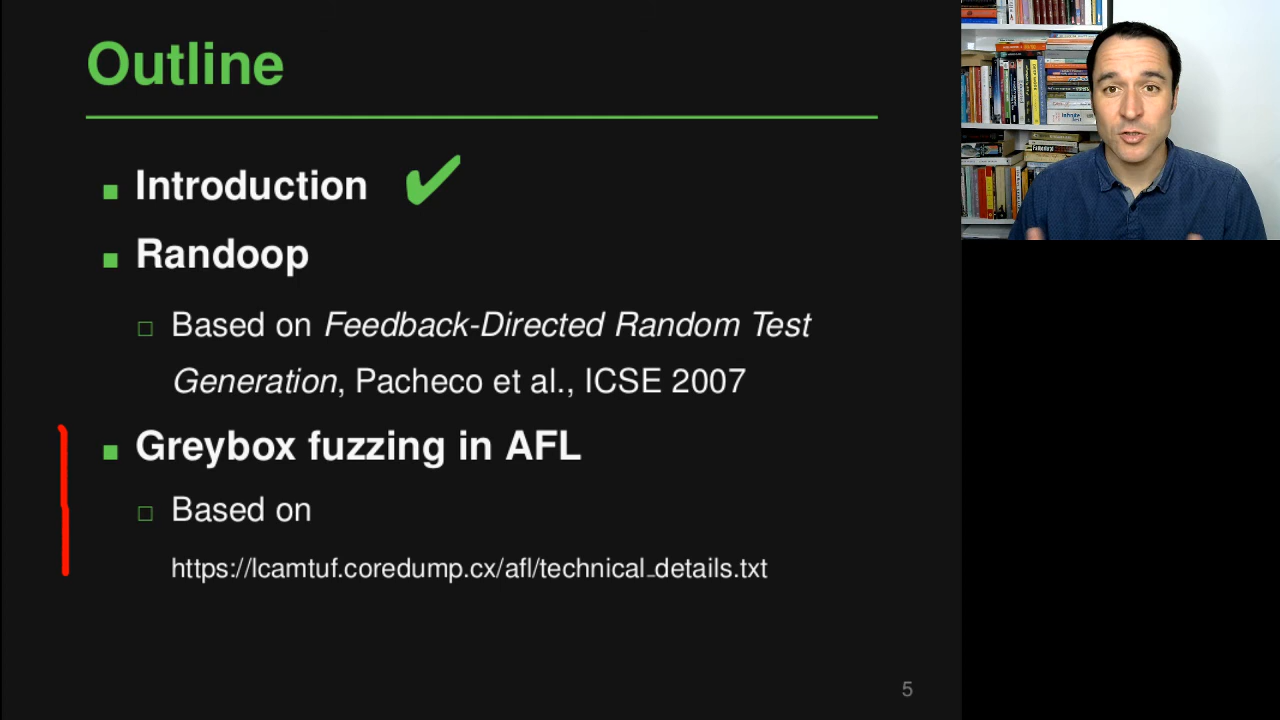 Outline
Introduction ✔
Randoop
Based on Feedback-Directed Random Test
Generation, Pacheco et al., ICSE 2007
Greybox fuzzing in AFL
Based on
https://lcamtuf.coredump.cx/afl/technical_details.txt
5